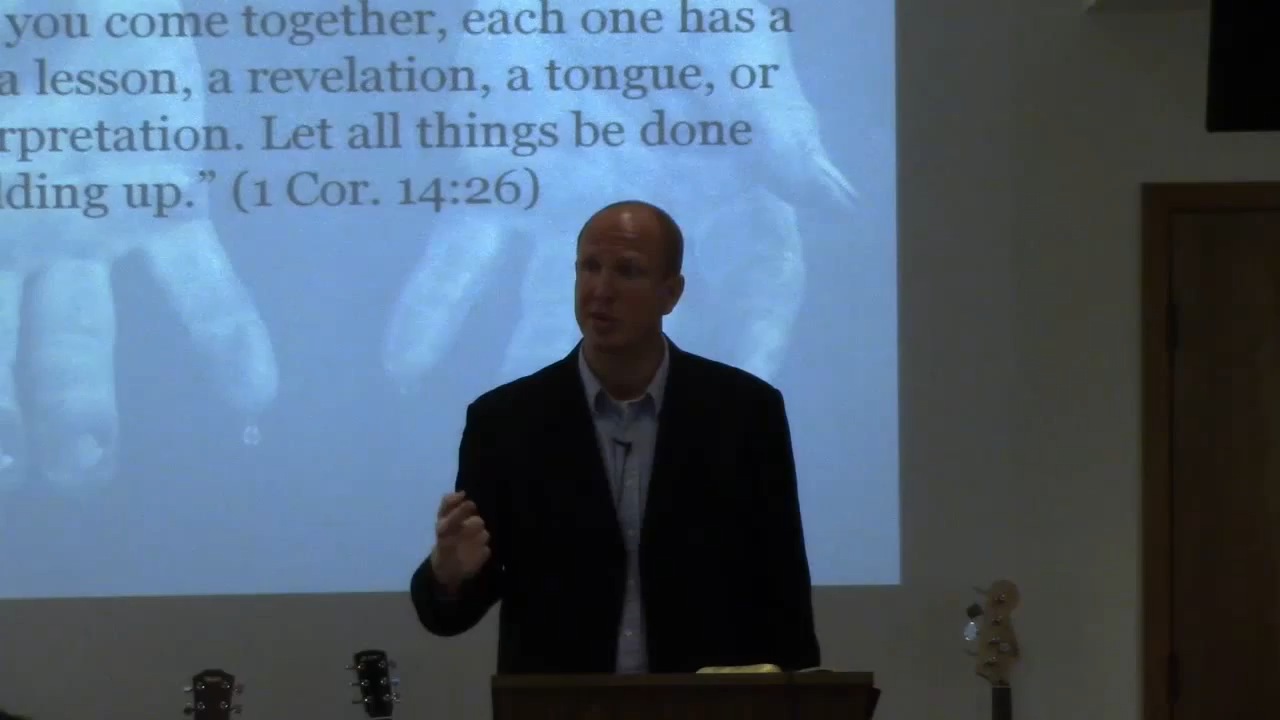 you come together, each one has a
a lesson, a revelation, a tongue, or
rpretation. Let all things be done
lding up.” (1 Cor. 14:26)